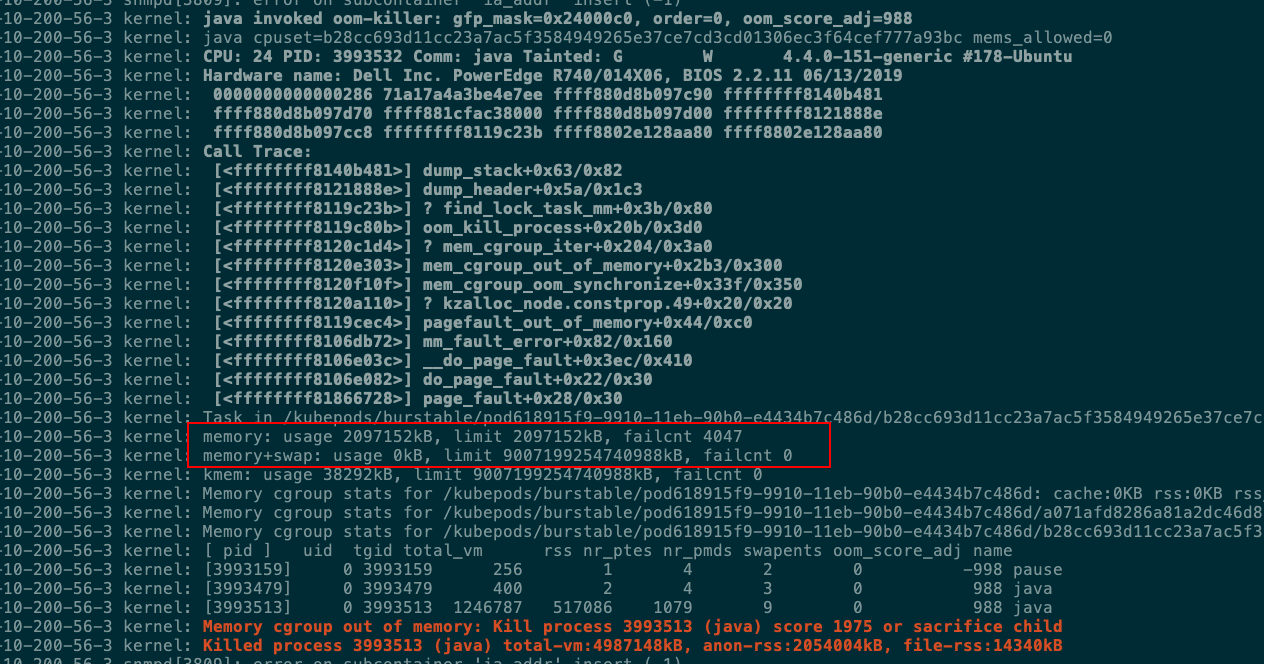 -10-200-56-3 snmpd[3809]: error on subcontainer 'ia_addr' insert (-1)
-10-200-56-3 kernel: java invoked oom-killer: gfp_mask=0x24000c0, order=0, oom_score_adj=988
-10-200-56-3 kernel: java cpuset=b28cc693d11cc23a7ac5f3584949265e37ce7cd3cd01306ec3f64cef777a93bc mems_allowed=0
-10-200-56-3 kernel: CPU: 24 PID: 3993532 Comm: java Tainted: G        W       4.4.0-151-generic #178-Ubuntu
-10-200-56-3 kernel: Hardware name: Dell Inc. PowerEdge R740/014X06, BIOS 2.2.11 06/13/2019
-10-200-56-3 kernel:  0000000000000286 71a17a4a3be4e7ee ffff880d8b097c90 ffffffff8140b481
-10-200-56-3 kernel:  ffff880d8b097d70 ffff881cfac38000 ffff880d8b097d00 ffffffff8121888e
-10-200-56-3 kernel:  ffff880d8b097cc8 ffffffff8119c23b ffff8802e128aa80 ffff8802e128aa80
-10-200-56-3 kernel: Call Trace:
-10-200-56-3 kernel:  [<ffffffff8140b481>] dump_stack+0x63/0x82
-10-200-56-3 kernel:  [<ffffffff8121888e>] dump_header+0x5a/0x1c3
-10-200-56-3 kernel:  [<ffffffff8119c23b>] ? find_lock_task_mm+0x3b/0x80
-10-200-56-3 kernel:  [<ffffffff8119c80b>] oom_kill_process+0x20b/0x3d0
-10-200-56-3 kernel:  [<ffffffff8120c1d4>] ? mem_cgroup_iter+0x204/0x3a0
-10-200-56-3 kernel:  [<ffffffff8120e303>] mem_cgroup_out_of_memory+0x2b3/0x300
-10-200-56-3 kernel:  [<ffffffff8120f10f>] mem_cgroup_oom_synchronize+0x33f/0x350
-10-200-56-3 kernel:  [<ffffffff8120a110>] ? kzalloc_node.constprop.49+0x20/0x20
-10-200-56-3 kernel:  [<ffffffff8119cec4>] pagefault_out_of_memory+0x44/0xc0
-10-200-56-3 kernel:  [<ffffffff8106db72>] mm_fault_error+0x82/0x160
-10-200-56-3 kernel:  [<ffffffff8106e03c>] __do_page_fault+0x3ec/0x410
-10-200-56-3 kernel:  [<ffffffff8106e082>] do_page_fault+0x22/0x30
-10-200-56-3 kernel:  [<ffffffff81866728>] page_fault+0x28/0x30
-10-200-56-3 kernel: Task in /kubepods/burstable/pod618915f9-9910-11eb-90b0-e4434b7c486d/b28cc693d11cc23a7ac5f3584949265e37ce7c
-10-200-56-3 kernel: memory: usage 2097152kB, limit 2097152kB, failcnt 4047
-10-200-56-3 kernel: memory+swap: usage 0kB, limit 9007199254740988kB, failcnt 0
-10-200-56-3 kernel: kmem: usage 38292kB, limit 9007199254740988kB, failcnt 0
-10-200-56-3 kernel: Memory cgroup stats for /kubepods/burstable/pod618915f9-9910-11eb-90b0-e4434b7c486d: cache:0KB rss:0KB rss_
-10-200-56-3 kernel: Memory cgroup stats for /kubepods/burstable/pod618915f9-9910-11eb-90b0-e4434b7c486d/a071afd8286a81a2dc46d8
-10-200-56-3 kernel: Memory cgroup stats for /kubepods/burstable/pod618915f9-9910-11eb-90b0-e4434b7c486d/b28cc693d11cc23a7ac5f3
-10-200-56-3 kernel: [ pid ]   uid  tgid total_vm      rss nr_ptes nr_pmds swapents oom_score_adj name
-10-200-56-3 kernel: [3993159]     0 3993159      256        1       4       2        0          -998 pause
-10-200-56-3 kernel: [3993479]     0 3993479      400        2       4       3        0           988 java
-10-200-56-3 kernel: [3993513]     0 3993513  1246787   517086    1079       9        0           988 java
-10-200-56-3 kernel: Memory cgroup out of memory: Kill process 3993513 (java) score 1975 or sacrifice child
-10-200-56-3 kernel: Killed process 3993513 (java) total-vm:4987148kB, anon-rss:2054004kB, file-rss:14340kB
-10-200-56-3 snmpd[3809]: error on subcontainer 'ia_addr' insert (-1)